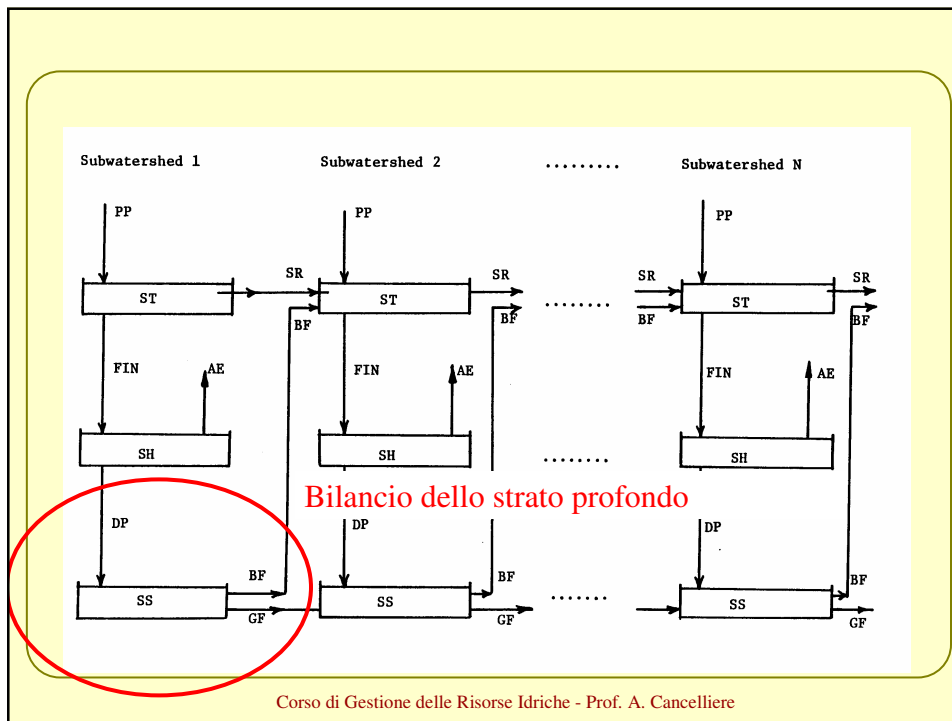 Subwatershed 1 Subwatershed 2 ......... Subwatershed N
PP PP PP
SR SR SR SR
ST ST ........ ST
BF BF BF BF
FIN AE FIN AE FIN AE
SH SH ........ SH
Bilancio dello strato profondo
DP DP DP
BF BF BF
SS SS ........ SS
GF GF GF
Corso di Gestione delle Risorse Idriche - Prof. A. Cancelliere